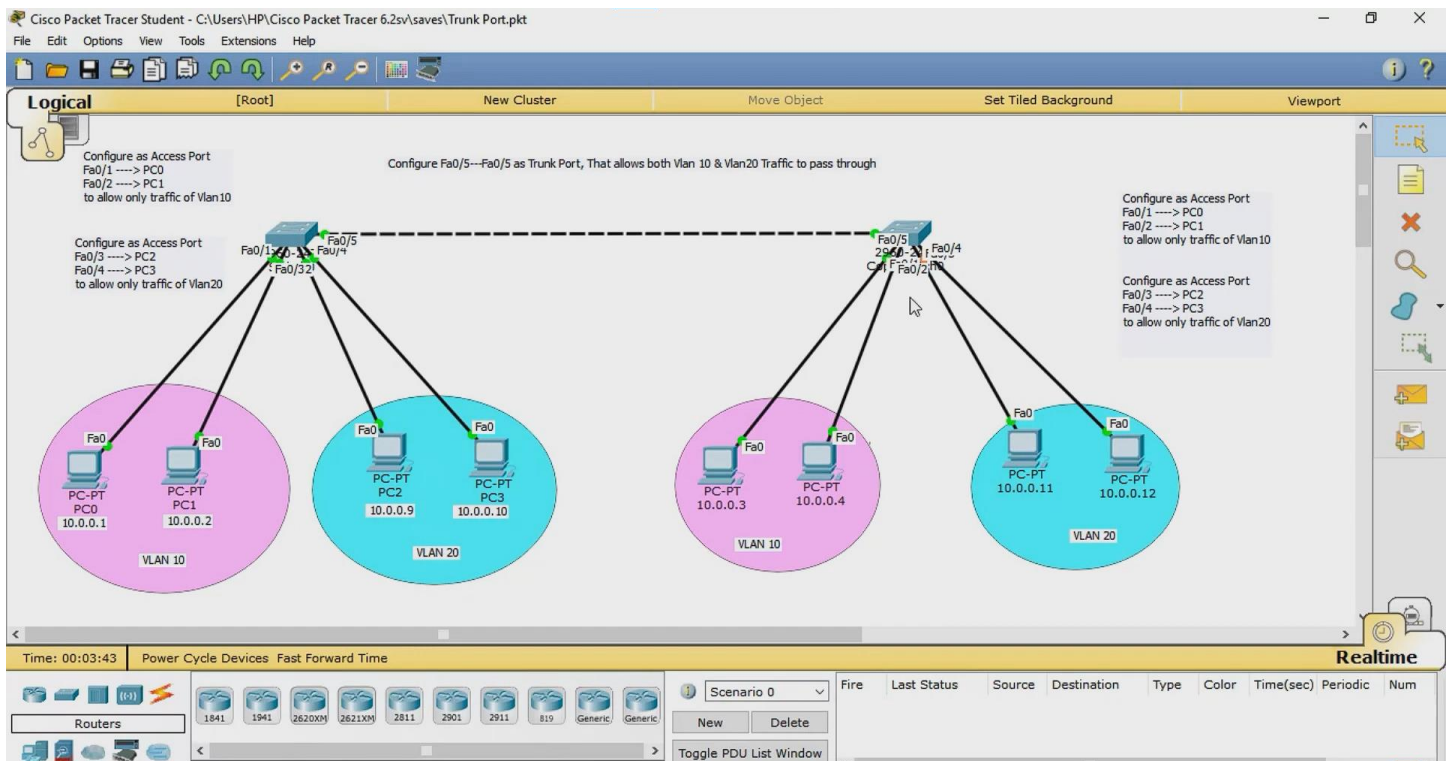 Cisco Packet Tracer Student - C:\Users\HP\Cisco Packet Tracer 6.2sv\saves\Trunk Port.pkt
File Edit Options View Tools Extensions Help
Logical [Root] New Cluster Move Object Set Tiled Background Viewport
Configure as Access Port
Fa0/1 ----> PC0
Fa0/2 ----> PC1
to allow only traffic of Vlan10
Configure Fa0/5---Fa0/5 as Trunk Port, That allows both Vlan 10 & Vlan20 Traffic to pass through
Configure as Access Port
Fa0/1 ----> PC0
Fa0/2 ----> PC1
to allow only traffic of Vlan10
Configure as Access Port
Fa0/3 ----> PC2
Fa0/4 ----> PC3
to allow only traffic of Vlan20
Configure as Access Port
Fa0/3 ----> PC2
Fa0/4 ----> PC3
to allow only traffic of Vlan20
Fa0/5
Fa0/1
Fa0/4
Fa0/5
Fa0/4
Fa0/2
Fa0
Fa0
Fa0
Fa0
Fa0
Fa0
Fa0
Fa0
PC-PT
PC0
10.0.0.1
PC-PT
PC1
10.0.0.2
VLAN 10
PC-PT
PC2
10.0.0.9
PC-PT
PC3
10.0.0.10
VLAN 20
PC-PT
10.0.0.3
PC-PT
10.0.0.4
VLAN 10
PC-PT
10.0.0.11
PC-PT
10.0.0.12
VLAN 20
Time: 00:03:43 Power Cycle Devices Fast Forward Time
Realtime
Routers
1841 1941 2620XM 2621XM 2811 2901 2911 819 Generic Generic
Scenario 0
New Delete
Toggle PDU List Window
Fire Last Status Source Destination Type Color Time(sec) Periodic Num